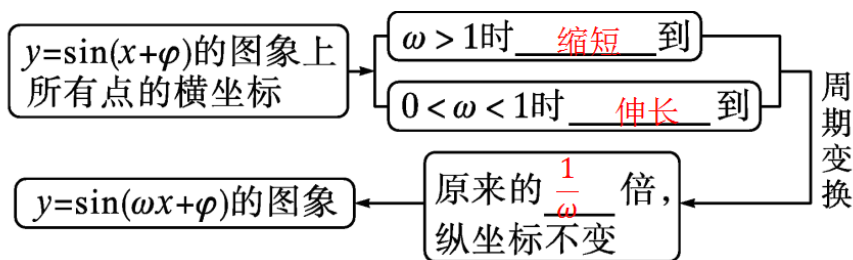 y=sin(x+φ)的图象上
所有点的横坐标
ω>1时缩短到
0<ω<1时伸长到
周期变换
原来的1/ω倍,
纵坐标不变
y=sin(ωx+φ)的图象